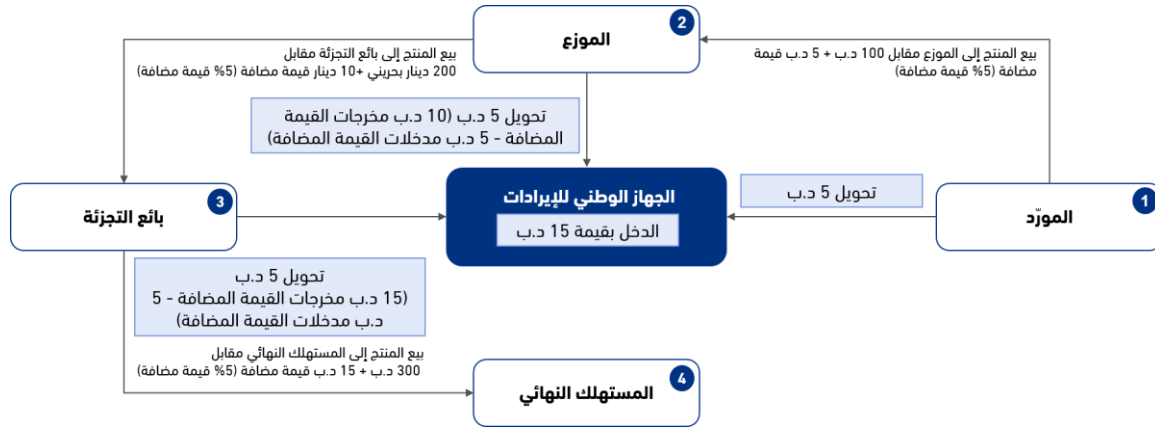 2
الموزع
بيع المنتج إلى الموزع مقابل 100 د.ب + 5 د.ب قيمة
مضافة (5% قيمة مضافة)
بيع المنتج إلى بائع التجزئة مقابل
200 دينار بحريني +10 دينار قيمة مضافة (5% قيمة مضافة)
تحويل 5 د.ب (10 د.ب مخرجات القيمة
المضافة - 5 د.ب مدخلات القيمة المضافة)
1
المورّد
تحويل 5 د.ب
الجهاز الوطني للإيرادات
الدخل بقيمة 15 د.ب
3
بائع التجزئة
تحويل 5 د.ب
(15 د.ب مخرجات القيمة المضافة - 5
د.ب مدخلات القيمة المضافة)
بيع المنتج إلى المستهلك النهائي مقابل
300 د.ب + 15 د.ب قيمة مضافة (5% قيمة مضافة)
4
المستهلك النهائي